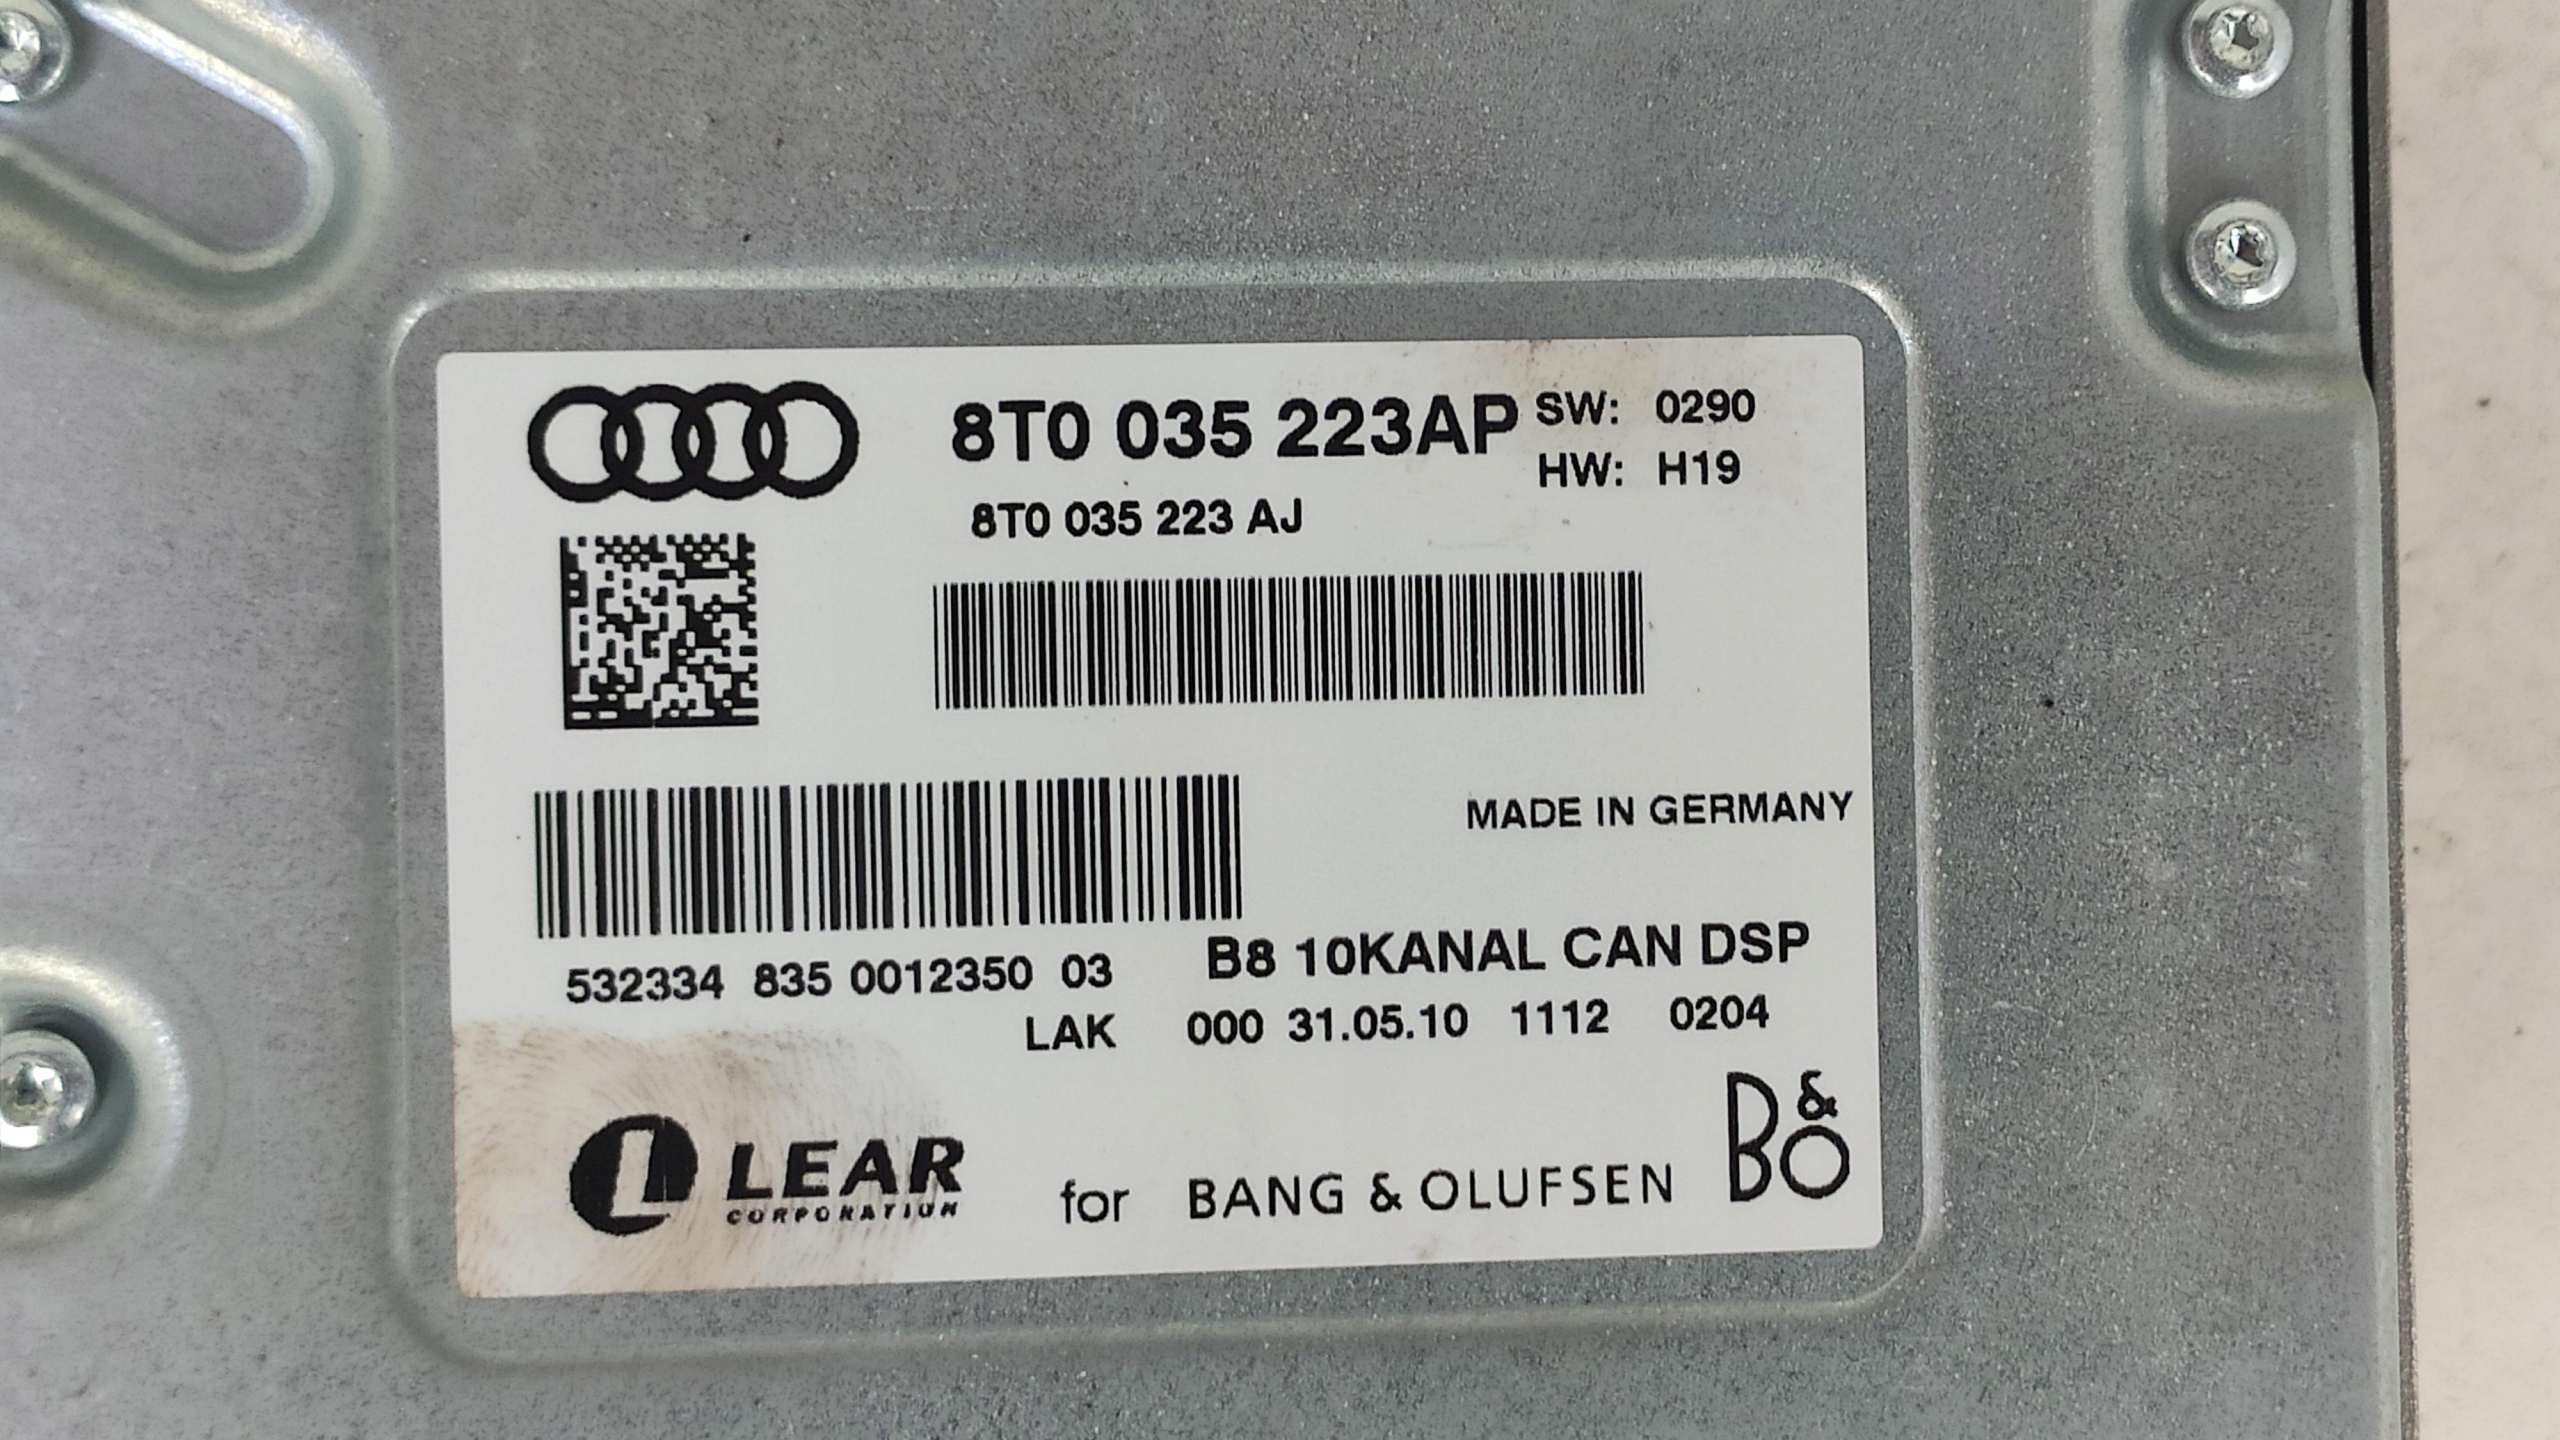 8T0 035 223AP SW: 0290
HW: H19
8T0 035 223 AJ
MADE IN GERMANY
532334 835 0012350 03
B8 10KANAL CAN DSP
LAK 000 31.05.10 1112 0204
LEAR
CORPORATION
for BANG & OLUFSEN B&O